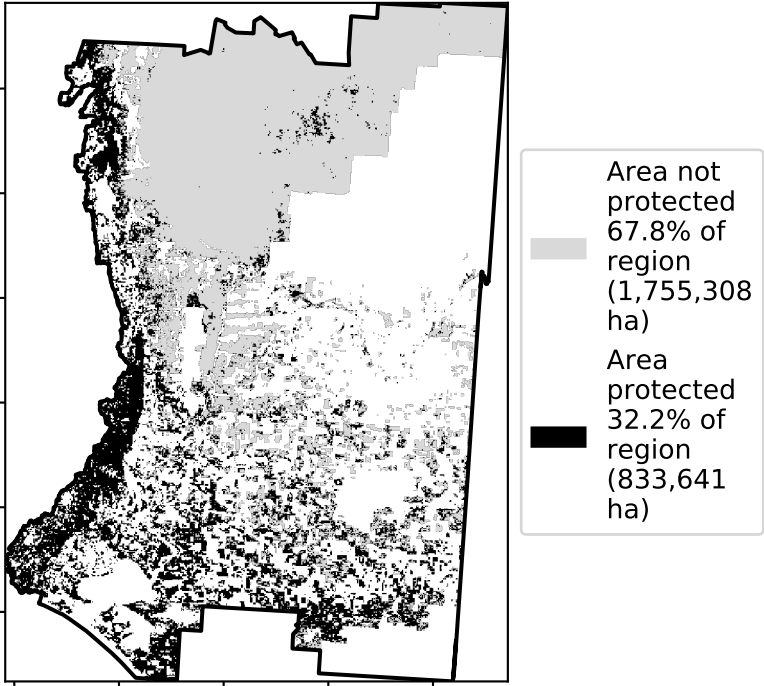 Area not
protected
67.8% of
region
(1,755,308
ha)
Area
protected
32.2% of
region
(833,641
ha)